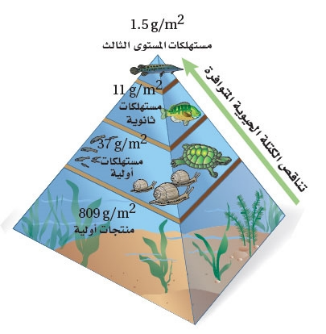 1.5 g/m²
مستهلكات المستوى الثالث
11 g/m²
مستهلكات
ثانوية
37 g/m²
مستهلكات
أولية
809 g/m²
منتجات أولية
تناقص الكتلة الحيوية المتوافرة